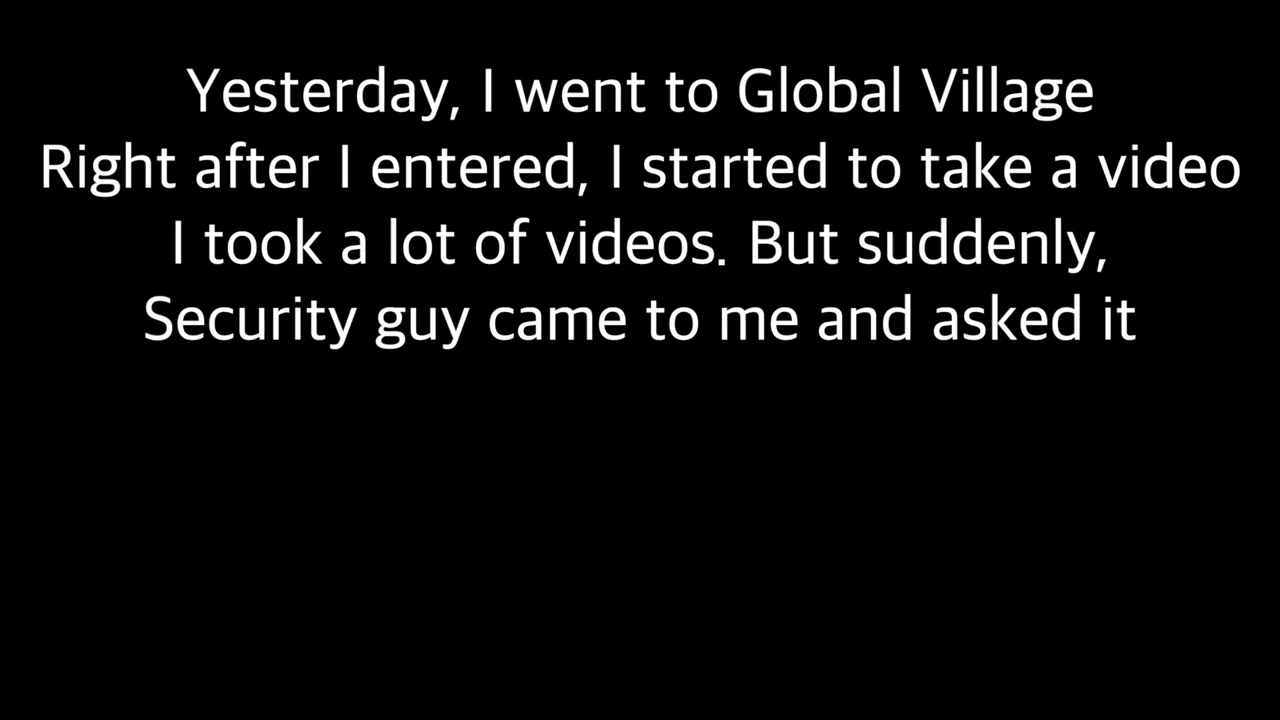 Yesterday, I went to Global Village
Right after I entered, I started to take a video
I took a lot of videos. But suddenly,
Security guy came to me and asked it